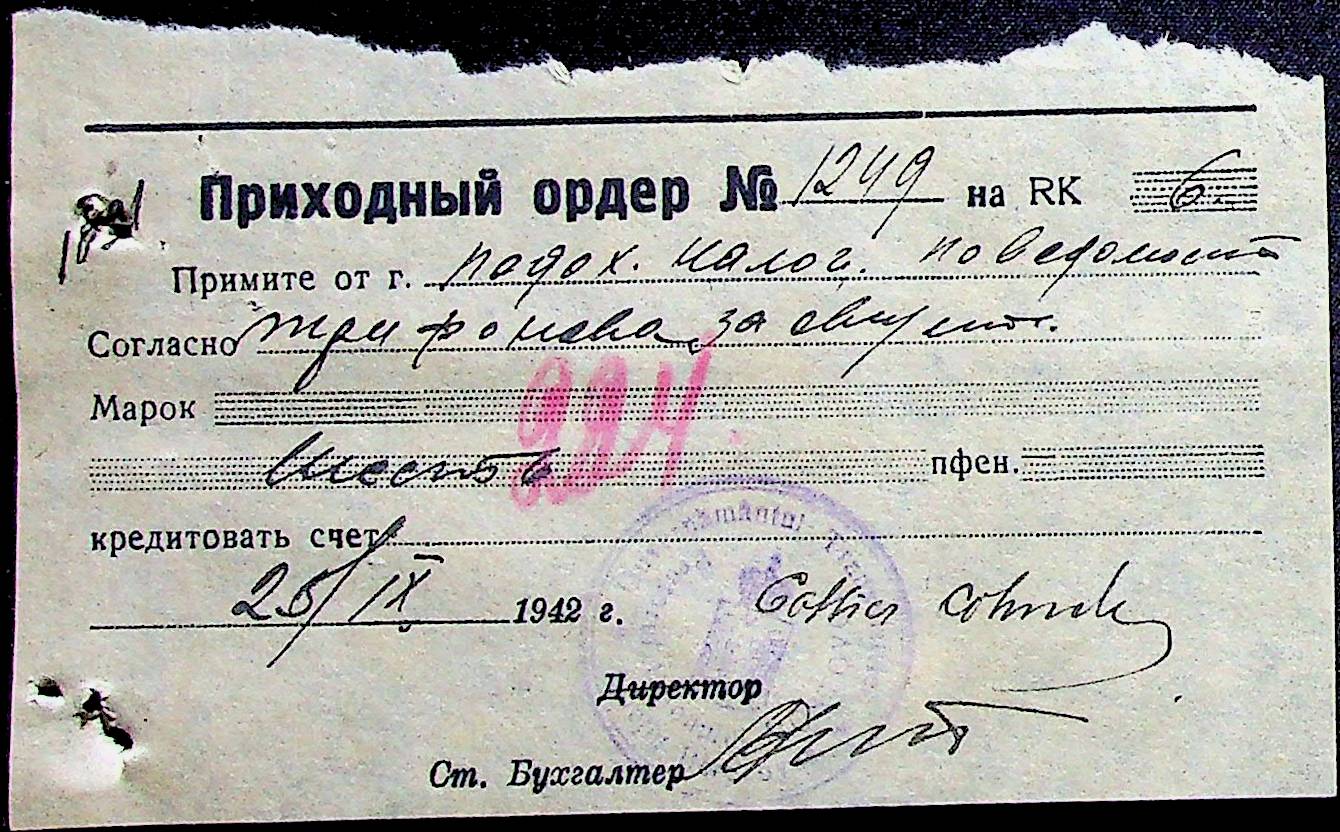 Приходный ордер № 1249 на RK 6.
Примите от г. подох. налог. по ведомости
Согласно Трифонова за август.
Марок
224
шесть пфен.
кредитовать счет
25/IX 1942 г.
Директор
Ст. Бухгалтер
Guvernământul